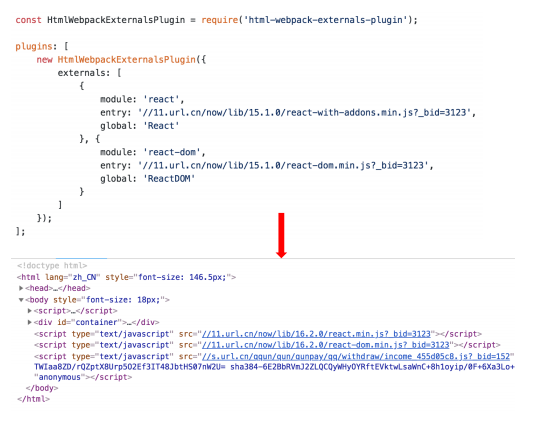 const HtmlWebpackExternalsPlugin = require('html-webpack-externals-plugin');
plugins: [
new HtmlWebpackExternalsPlugin({
externals: [
{
module: 'react',
entry: '//11.url.cn/now/lib/15.1.0/react-with-addons.min.js?_bid=3123',
global: 'React'
}, {
module: 'react-dom',
entry: '//11.url.cn/now/lib/15.1.0/react-dom.min.js?_bid=3123',
global: 'ReactDOM'
}
]
});
];
<!doctype html>
<html lang="zh_CN" style="font-size: 146.5px;">
<head>…</head>
<body style="font-size: 18px;">
<script>…</script>
<div id="container">…</div>
<script type="text/javascript" src="//11.url.cn/now/lib/16.2.0/react.min.js?_bid=3123"></script>
<script type="text/javascript" src="//11.url.cn/now/lib/16.2.0/react-dom.min.js?_bid=3123"></script>
<script type="text/javascript" src="//s.url.cn/qqun/qun/qunpay/qq/withdraw/income_455d05c8.js?_bid=152"
TWIaa8ZD/rQZptX8Urp5O2Ef3IT48JbtHS07nW2U= sha384-6E2BbRVmJ2ZLQCQyWHyOYRftEVktwLsaWnC+8h1oyip/0F+6Xa3Lo+
"anonymous"></script>
</body>
</html>